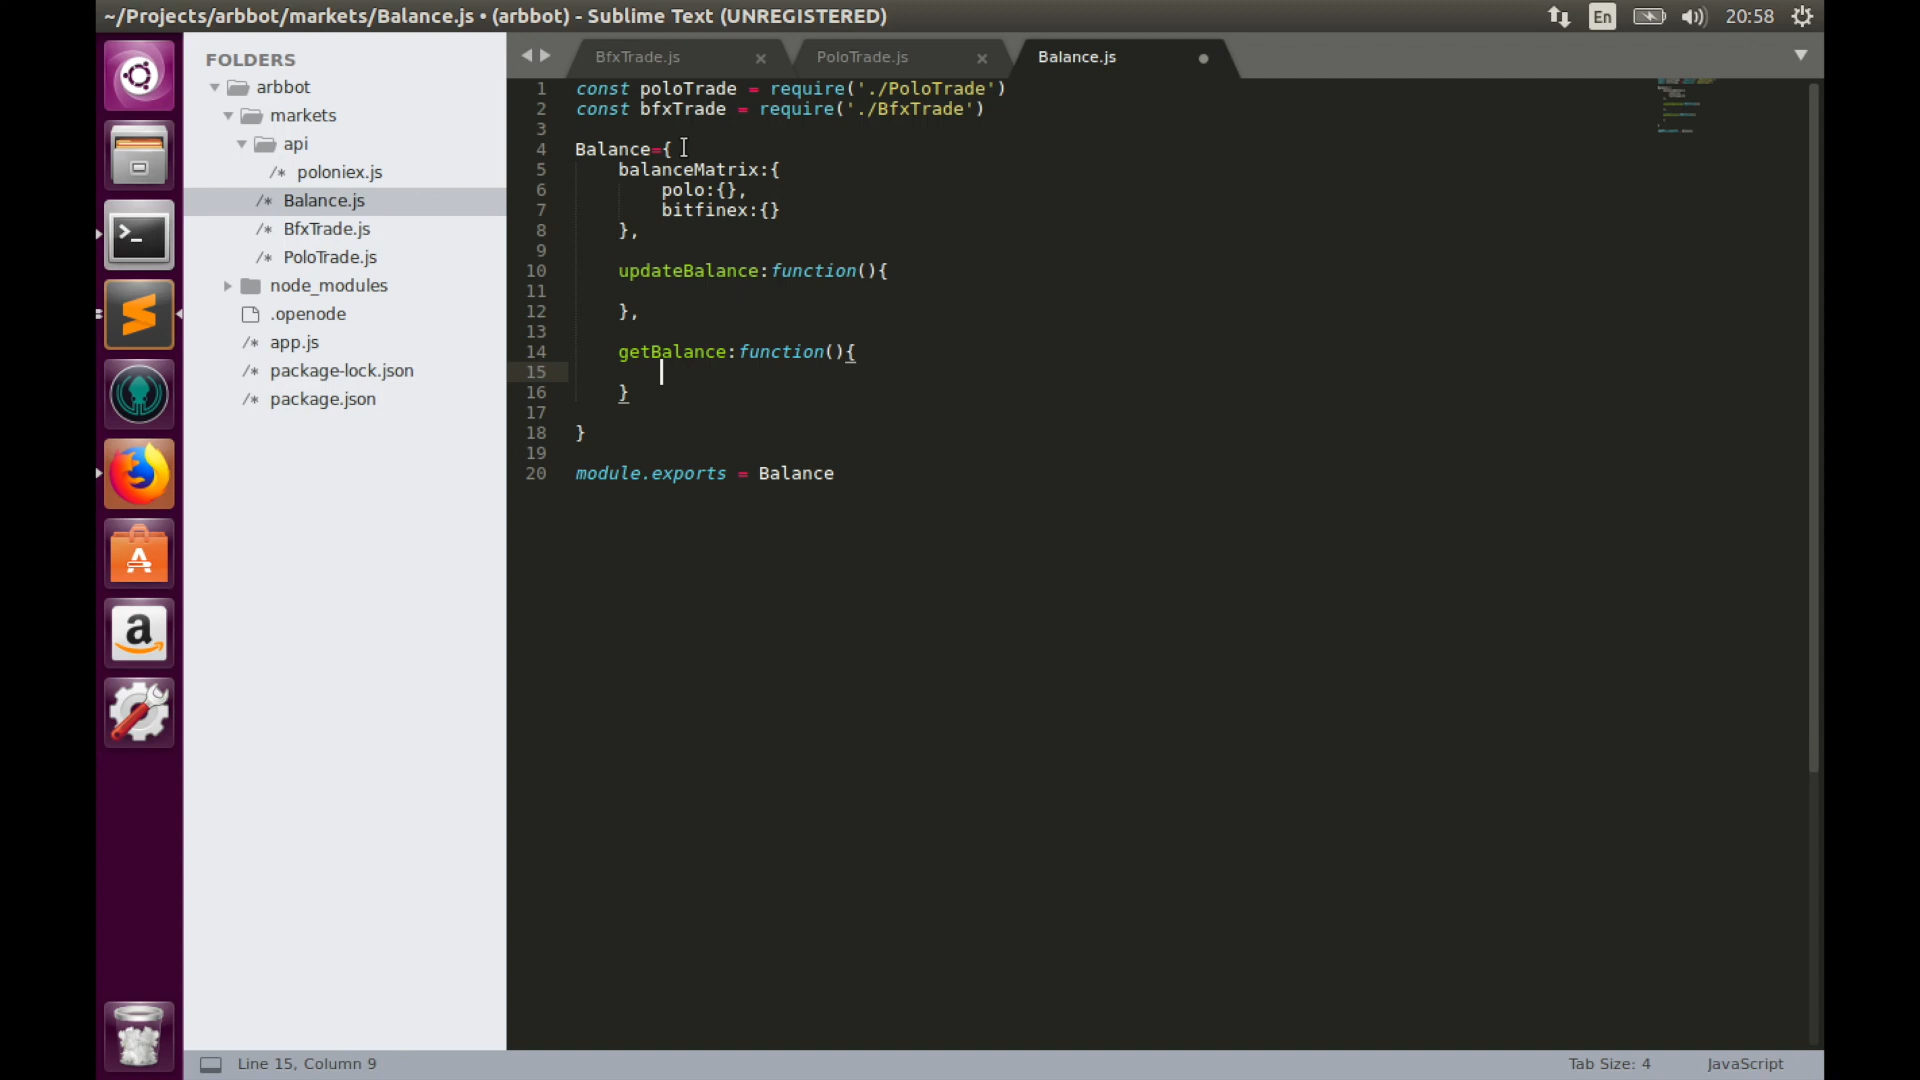 ~/Projects/arbbot/markets/Balance.js • (arbbot) - Sublime Text (UNREGISTERED)
En
20:58
FOLDERS
arbbot
markets
api
/* poloniex.js
/* Balance.js
/* BfxTrade.js
/* PoloTrade.js
node_modules
.openode
/* app.js
/* package-lock.json
/* package.json
BfxTrade.js
PoloTrade.js
Balance.js
1 const poloTrade = require('./PoloTrade')
2 const bfxTrade = require('./BfxTrade')
3
4 Balance={
5 balanceMatrix:{
6 polo:{},
7 bitfinex:{}
8 },
9
10 updateBalance:function(){
11
12 },
13
14 getBalance:function(){
15
16 }
17
18 }
19
20 module.exports = Balance
Line 15, Column 9
Tab Size: 4
JavaScript